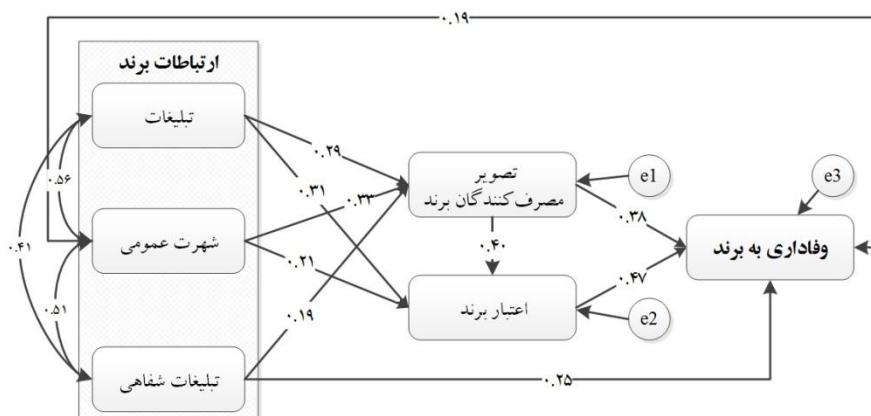 ۰.۱۹
ارتباطات برند
تبلیغات
۰.۲۹
تصویر
مصرف‌کنندگان برند
e1
e3
۰.۵۶
۰.۳۱
۰.۳۳
۰.۳۸
۰.۴۱
شهرت عمومی
۰.۴۰
وفاداری به برند
۰.۲۱
۰.۴۷
۰.۵۱
۰.۱۹
اعتبار برند
e2
تبلیغات شفاهی
۰.۲۵